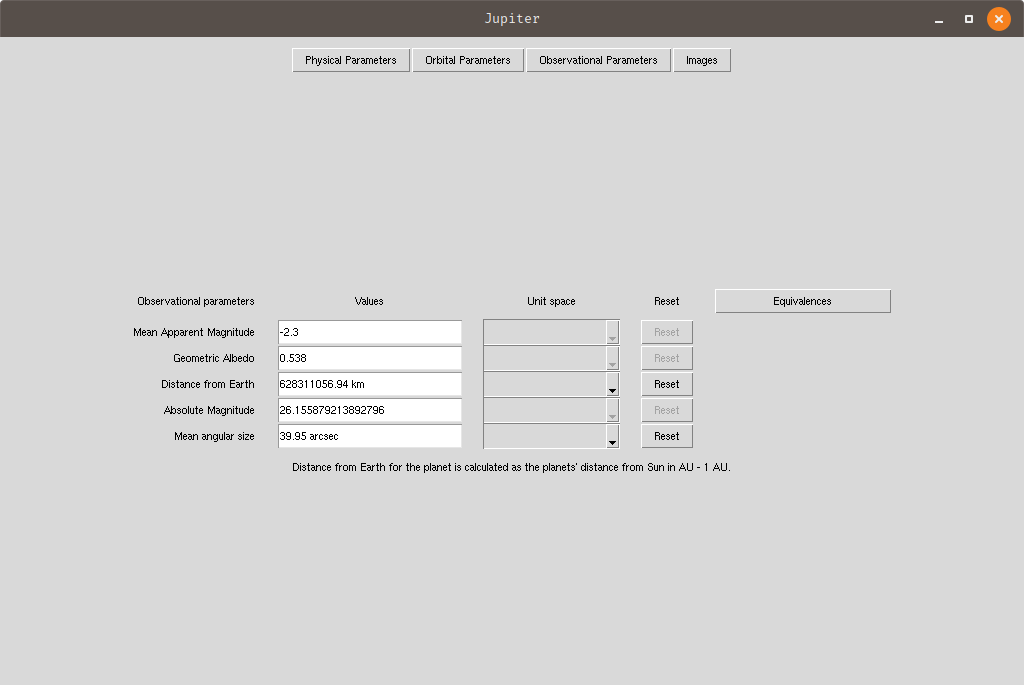 Jupiter
Physical Parameters Orbital Parameters Observational Parameters Images
Observational parameters Values Unit space Reset Equivalences
Mean Apparent Magnitude -2.3 Reset
Geometric Albedo 0.538 Reset
Distance from Earth 628311056.94 km Reset
Absolute Magnitude 26.155879213892796 Reset
Mean angular size 39.95 arcsec Reset
Distance from Earth for the planet is calculated as the planets' distance from Sun in AU - 1 AU.